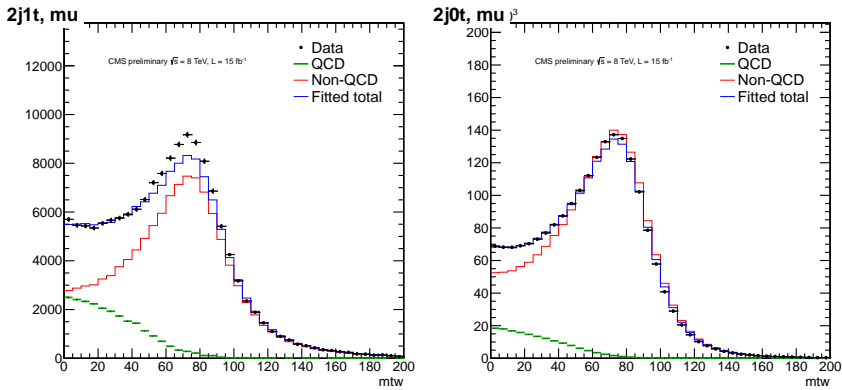 2j1t, mu
CMS preliminary √s = 8 TeV, L = 15 fb⁻¹
Data
QCD
Non-QCD
Fitted total
12000
10000
8000
6000
4000
2000
0
0 20 40 60 80 100 120 140 160 180 200
mtw
2j0t, mu
CMS preliminary √s = 8 TeV, L = 15 fb⁻¹
Data
QCD
Non-QCD
Fitted total
200
180
160
140
120
100
80
60
40
20
0
0 20 40 60 80 100 120 140 160 180 200
mtw